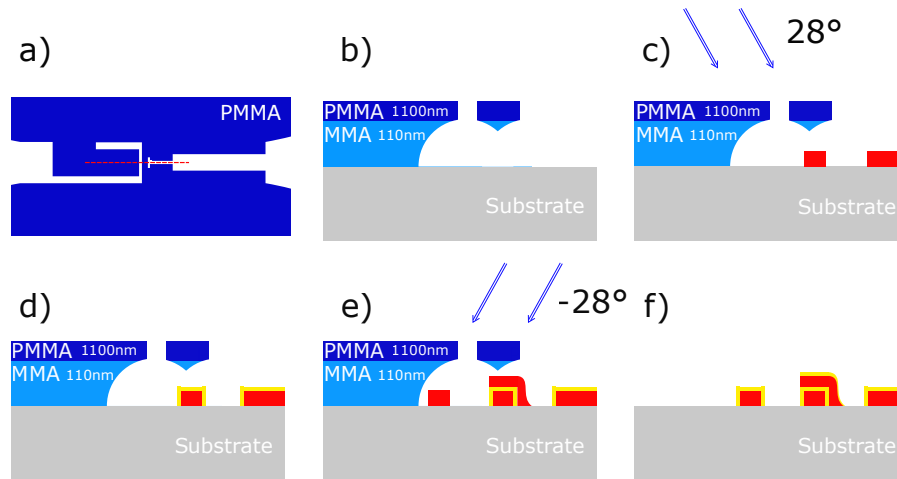 a)
PMMA
b)
PMMA 1100nm
MMA 110nm
Substrate
c)
28°
PMMA 1100nm
MMA 110nm
Substrate
d)
PMMA 1100nm
MMA 110nm
Substrate
e)
-28°
PMMA 1100nm
MMA 110nm
Substrate
f)
Substrate